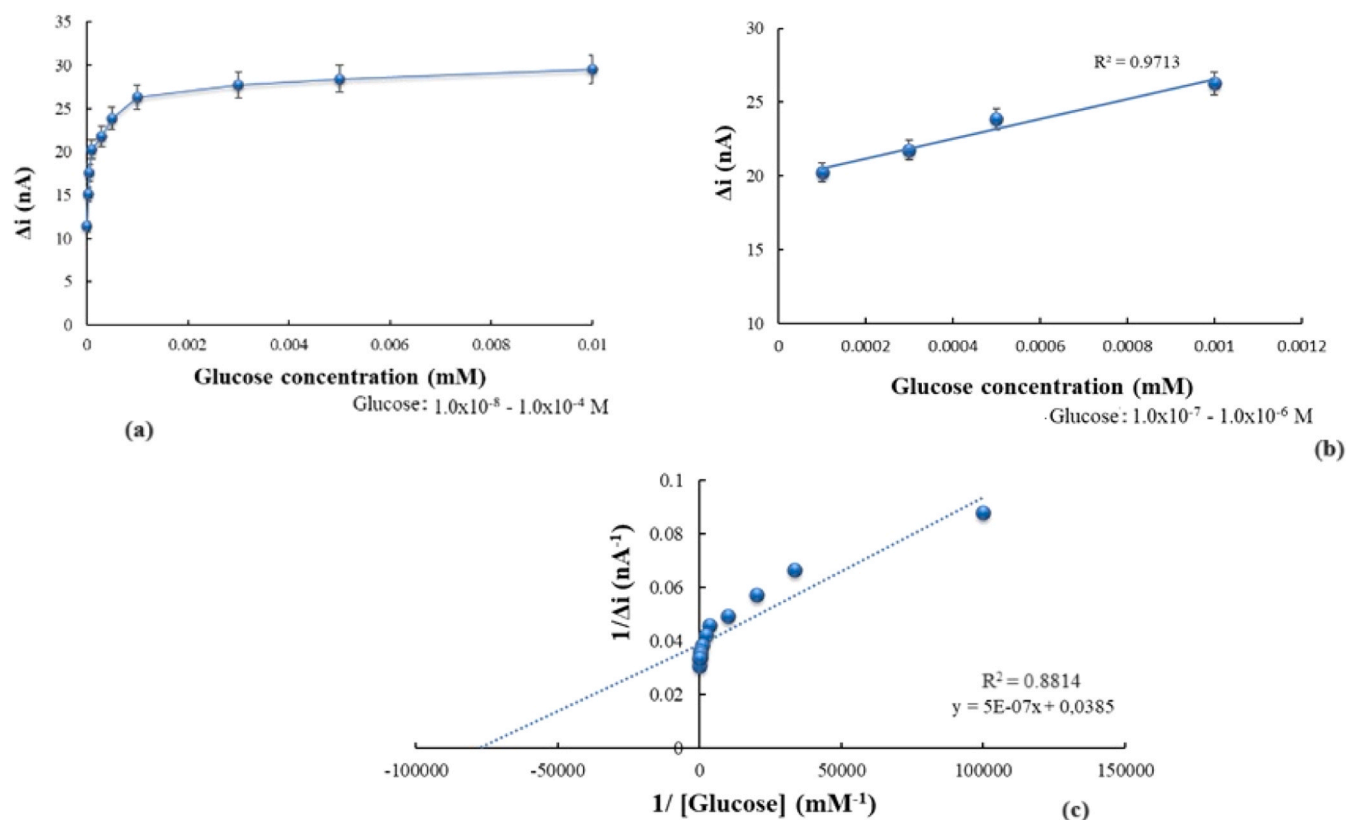 35
30
25
20
15
10
5
0
Δi (nA)
0 0.002 0.004 0.006 0.008 0.01
Glucose concentration (mM)
Glucose: 1.0x10⁻⁸ - 1.0x10⁻⁴ M
(a)
30
25
20
15
10
Δi (nA)
R² = 0.9713
0 0.0002 0.0004 0.0006 0.0008 0.001 0.0012
Glucose concentration (mM)
Glucose: 1.0x10⁻⁷ - 1.0x10⁻⁶ M
(b)
0.1
0.08
0.06
0.04
0.02
0
1/Δi (nA⁻¹)
R² = 0.8814
y = 5E-07x + 0,0385
-100000 -50000 0 50000 100000 150000
1/ [Glucose] (mM⁻¹)
(c)